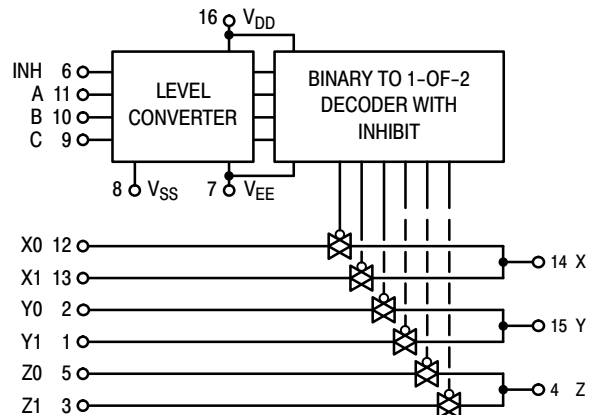 16 VDD
INH 6
A 11
B 10
C 9
LEVEL
CONVERTER
BINARY TO 1-OF-2
DECODER WITH
INHIBIT
8 VSS
7 VEE
X0 12
X1 13
14 X
Y0 2
Y1 1
15 Y
Z0 5
Z1 3
4 Z